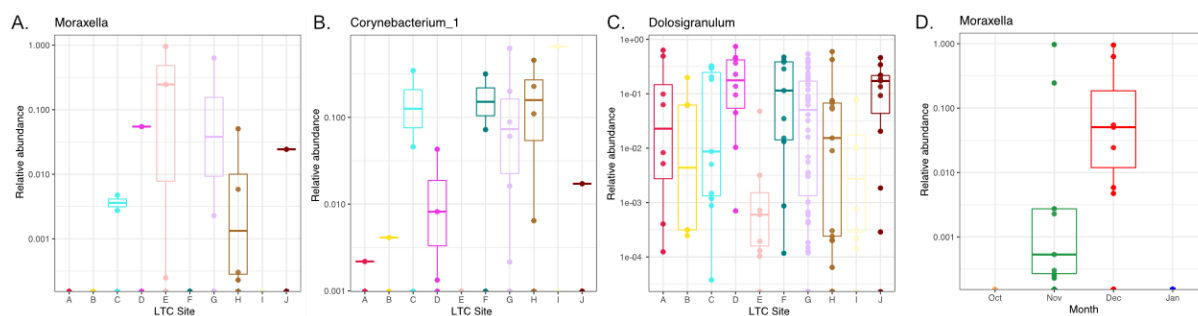 A.
Moraxella
Relative abundance
1.000
0.100
0.010
0.001
A B C D E F G H I J
LTC Site
B.
Corynebacterium_1
Relative abundance
0.100
0.010
0.001
A B C D E F G H I J
LTC Site
C.
Dolosigranulum
Relative abundance
1e+00
1e-01
1e-02
1e-03
1e-04
A B C D E F G H I J
LTC Site
D.
Moraxella
Relative abundance
1.000
0.100
0.010
0.001
Oct Nov Dec Jan
Month